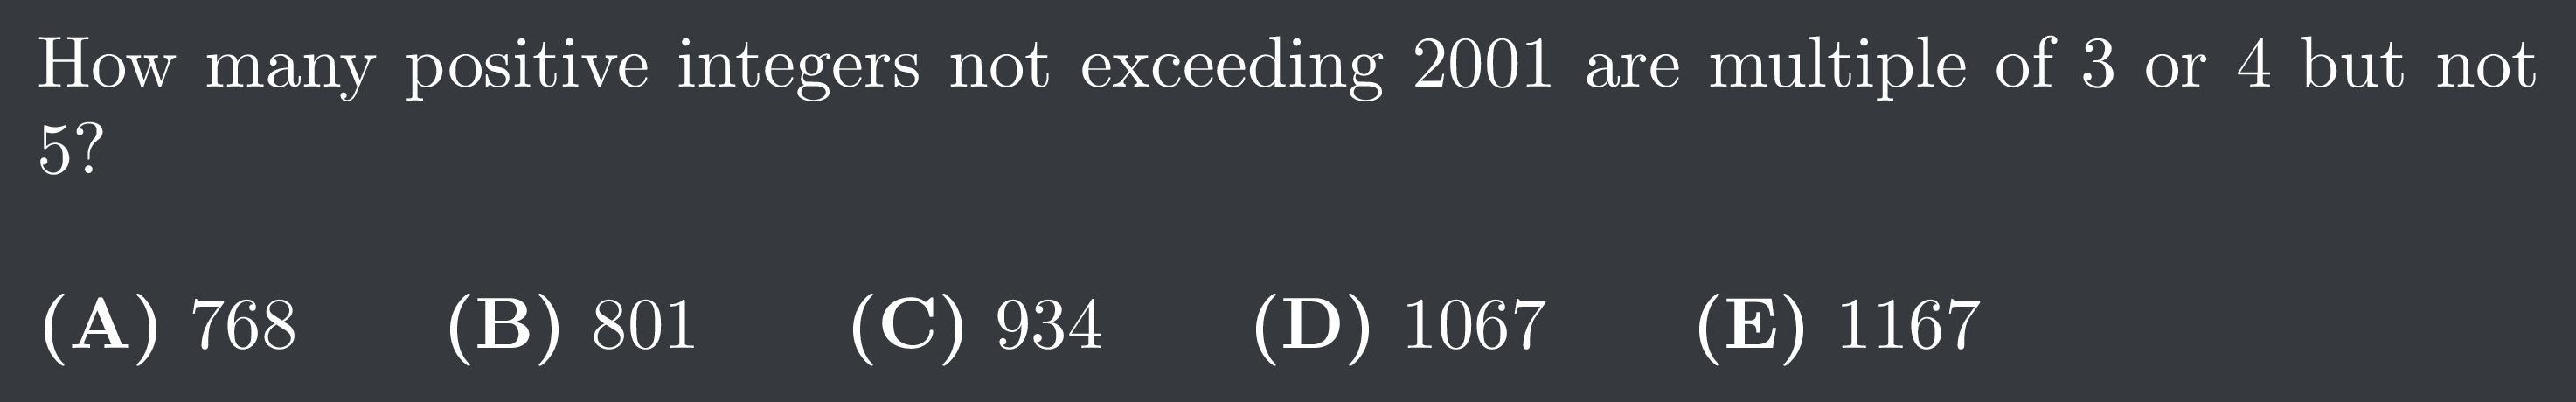 How many positive integers not exceeding 2001 are multiple of 3 or 4 but not
5?
(A) 768 (B) 801 (C) 934 (D) 1067 (E) 1167